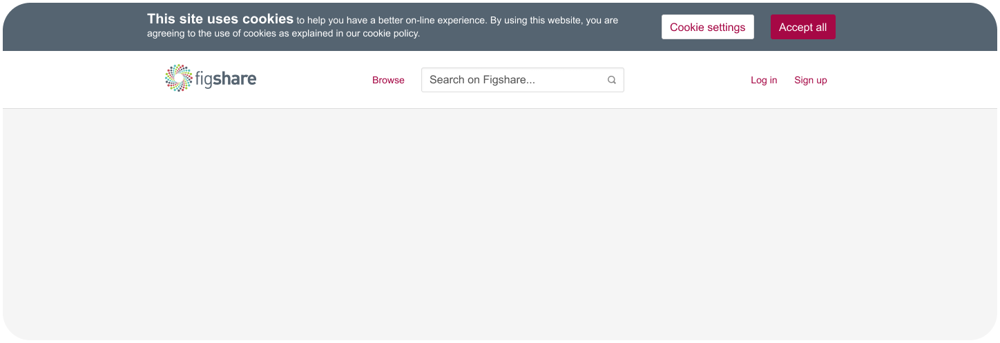 This site uses cookies to help you have a better on-line experience. By using this website, you are
agreeing to the use of cookies as explained in our cookie policy.
Cookie settings
Accept all
figshare
Browse
Search on Figshare...
Log in
Sign up